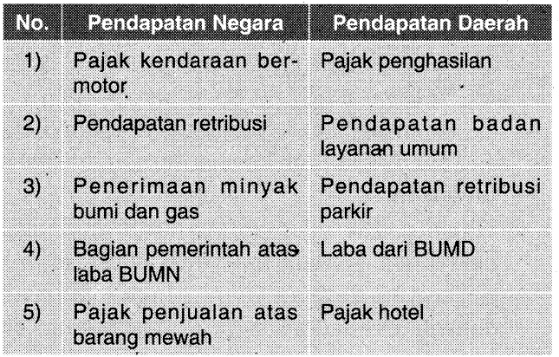 No. Pendapatan Negara Pendapatan Daerah
1) Pajak kendaraan ber- Pajak penghasilan
motor
2) Pendapatan retribusi Pendapatan badan
layanan umum
3) Penerimaan minyak Pendapatan retribusi
bumi dan gas parkir
4) Bagian pemerintah atas Laba dari BUMD
laba BUMN
5) Pajak penjualan atas Pajak hotel
barang mewah